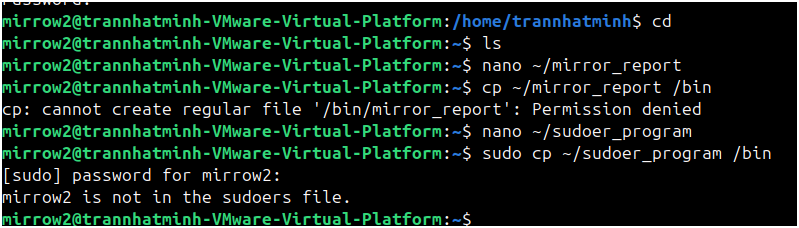 Password:
mirrow2@trannhatminh-VMware-Virtual-Platform:/home/trannhatminh$ cd
mirrow2@trannhatminh-VMware-Virtual-Platform:~$ ls
mirrow2@trannhatminh-VMware-Virtual-Platform:~$ nano ~/mirror_report
mirrow2@trannhatminh-VMware-Virtual-Platform:~$ cp ~/mirror_report /bin
cp: cannot create regular file '/bin/mirror_report': Permission denied
mirrow2@trannhatminh-VMware-Virtual-Platform:~$ nano ~/sudoer_program
mirrow2@trannhatminh-VMware-Virtual-Platform:~$ sudo cp ~/sudoer_program /bin
[sudo] password for mirrow2:
mirrow2 is not in the sudoers file.
mirrow2@trannhatminh-VMware-Virtual-Platform:~$